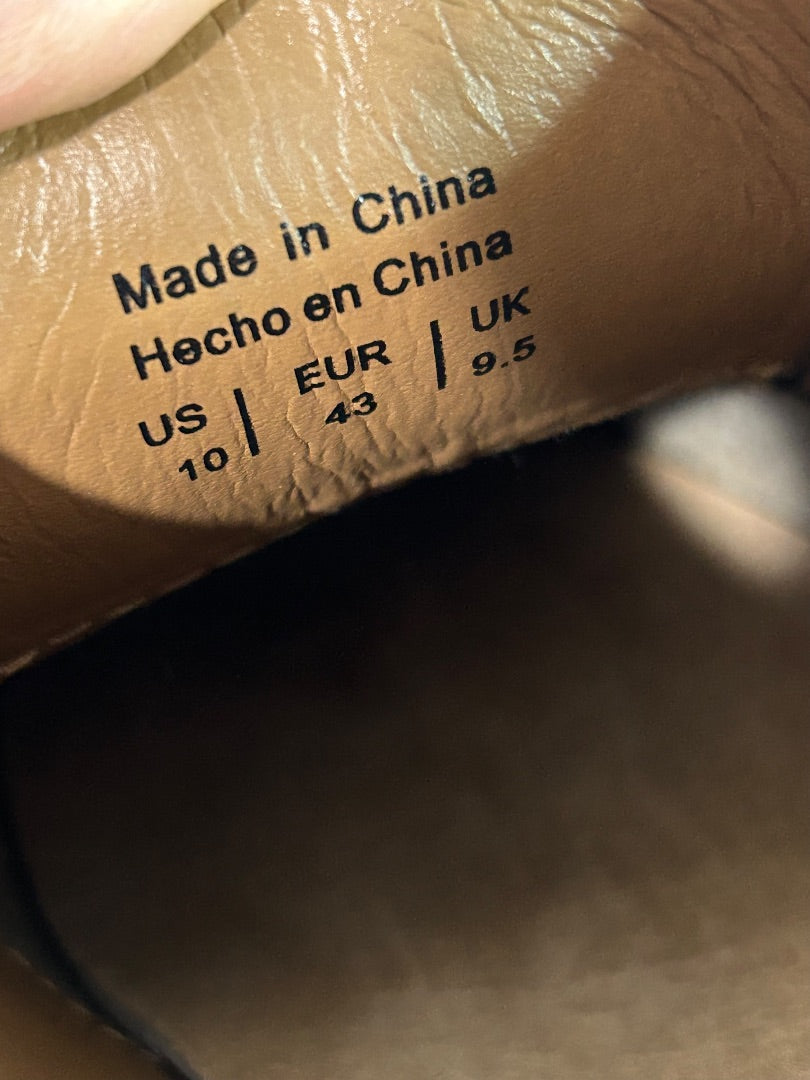 Made in China
Hecho en China
US | EUR | UK
10 43 9.5